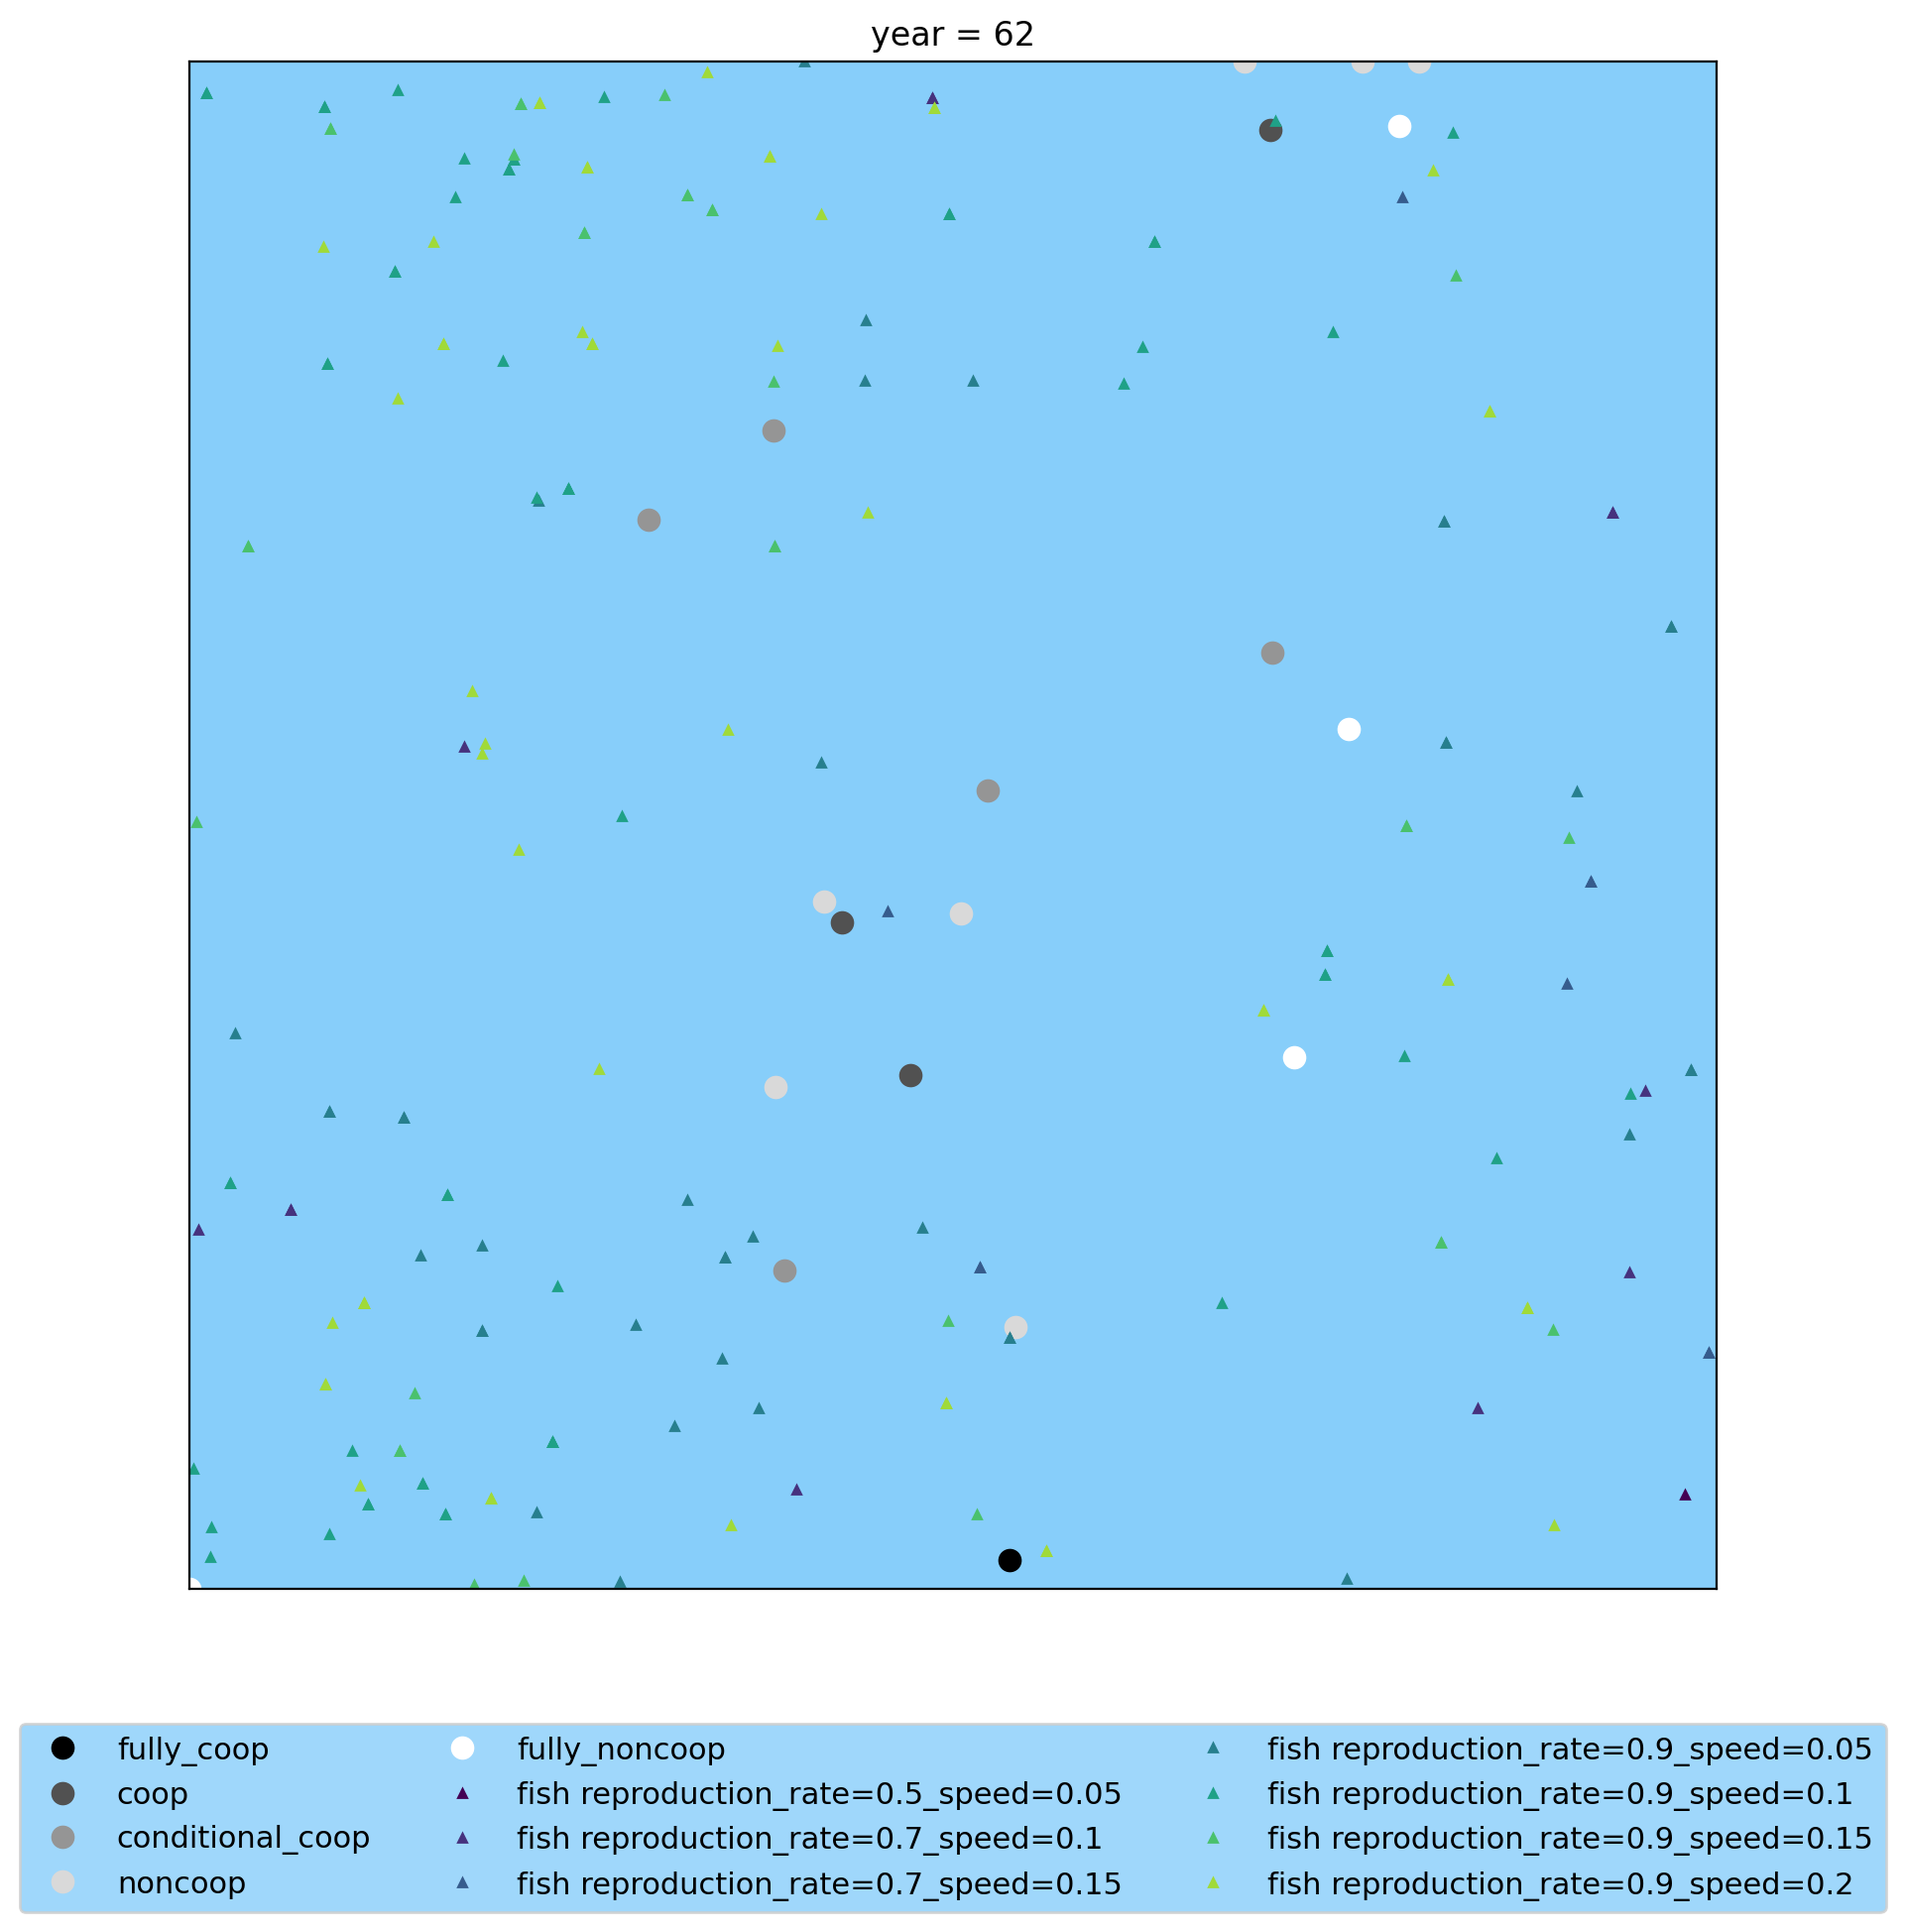 year = 62
fully_coop
coop
conditional_coop
noncoop
fully_noncoop
fish reproduction_rate=0.5_speed=0.05
fish reproduction_rate=0.7_speed=0.1
fish reproduction_rate=0.7_speed=0.15
fish reproduction_rate=0.9_speed=0.05
fish reproduction_rate=0.9_speed=0.1
fish reproduction_rate=0.9_speed=0.15
fish reproduction_rate=0.9_speed=0.2